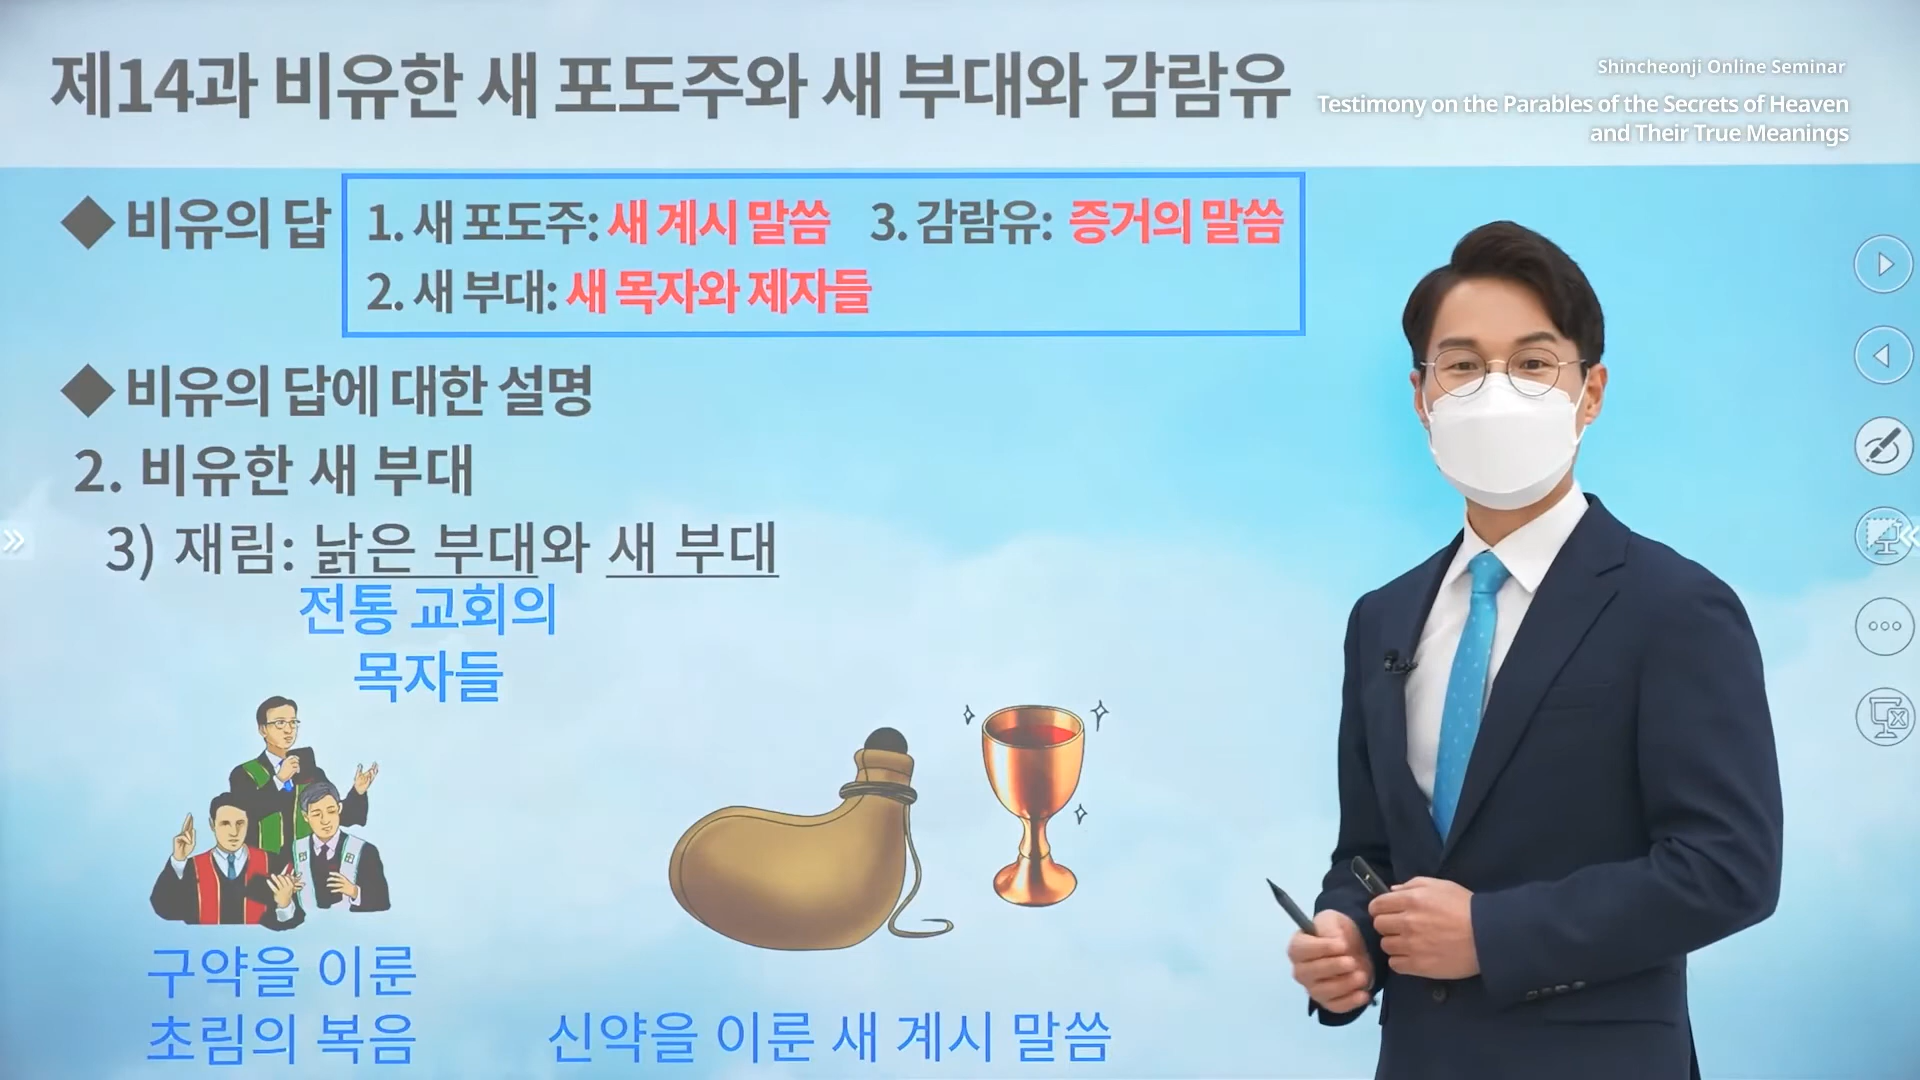 제14과 비유한 새 포도주와 새 부대와 감람유
Shincheonji Online Seminar
Testimony on the Parables of the Secrets of Heaven
and Their True Meanings
◆ 비유의 답
1. 새 포도주: 새 계시 말씀 3. 감람유: 증거의 말씀
2. 새 부대: 새 목자와 제자들
◆ 비유의 답에 대한 설명
2. 비유한 새 부대
3) 재림: 낡은 부대와 새 부대
전통 교회의
목자들
구약을 이룬
초림의 복음
신약을 이룬 새 계시 말씀